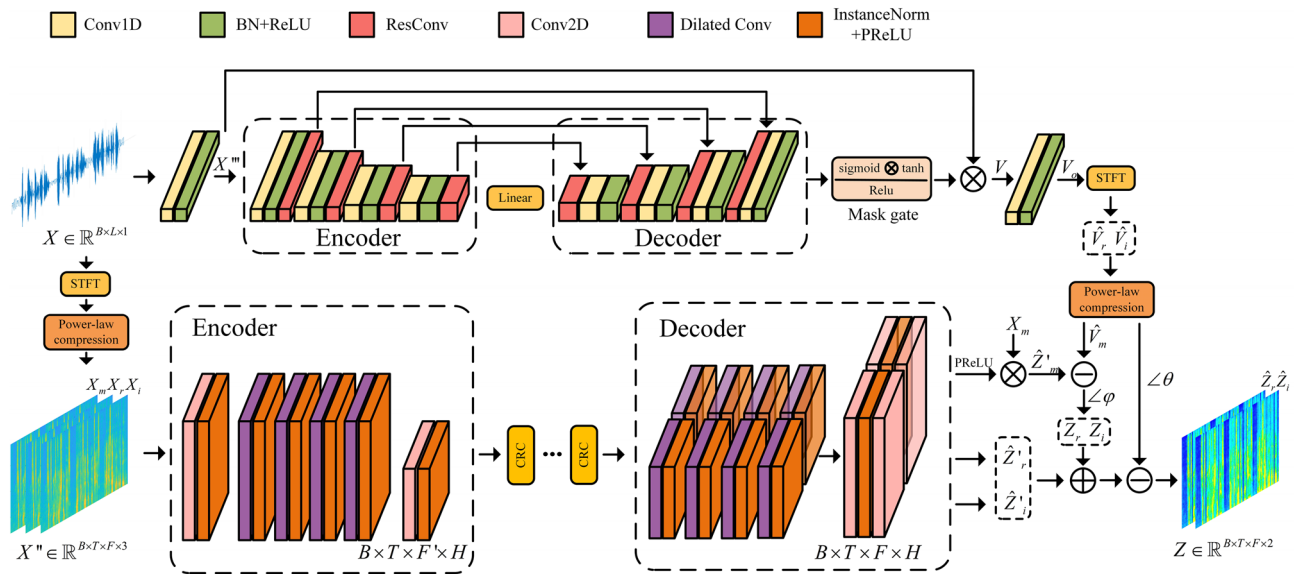 Conv1D BN+ReLU ResConv Conv2D Dilated Conv InstanceNorm
+PReLU
X'''
Encoder
Linear
Decoder
sigmoid ⊗ tanh
Relu
Mask gate
⊗
V
V_o
STFT
V̂_r V̂_i
Power-law
compression
V̂_m
∠θ
X ∈ ℝ^{B×L×1}
STFT
Power-law
compression
X_m X_r X_i
X'' ∈ ℝ^{B×T×F×3}
Encoder
B×T×F'×H
CRC ••• CRC
Decoder
B×T×F×H
PReLU
X_m
⊗
Ẑ'_m
⊖
∠φ
Z_r Z_i
Ẑ'_r
Ẑ'_i
⊕
⊖
Ẑ_r Ẑ_i
Z ∈ ℝ^{B×T×F×2}